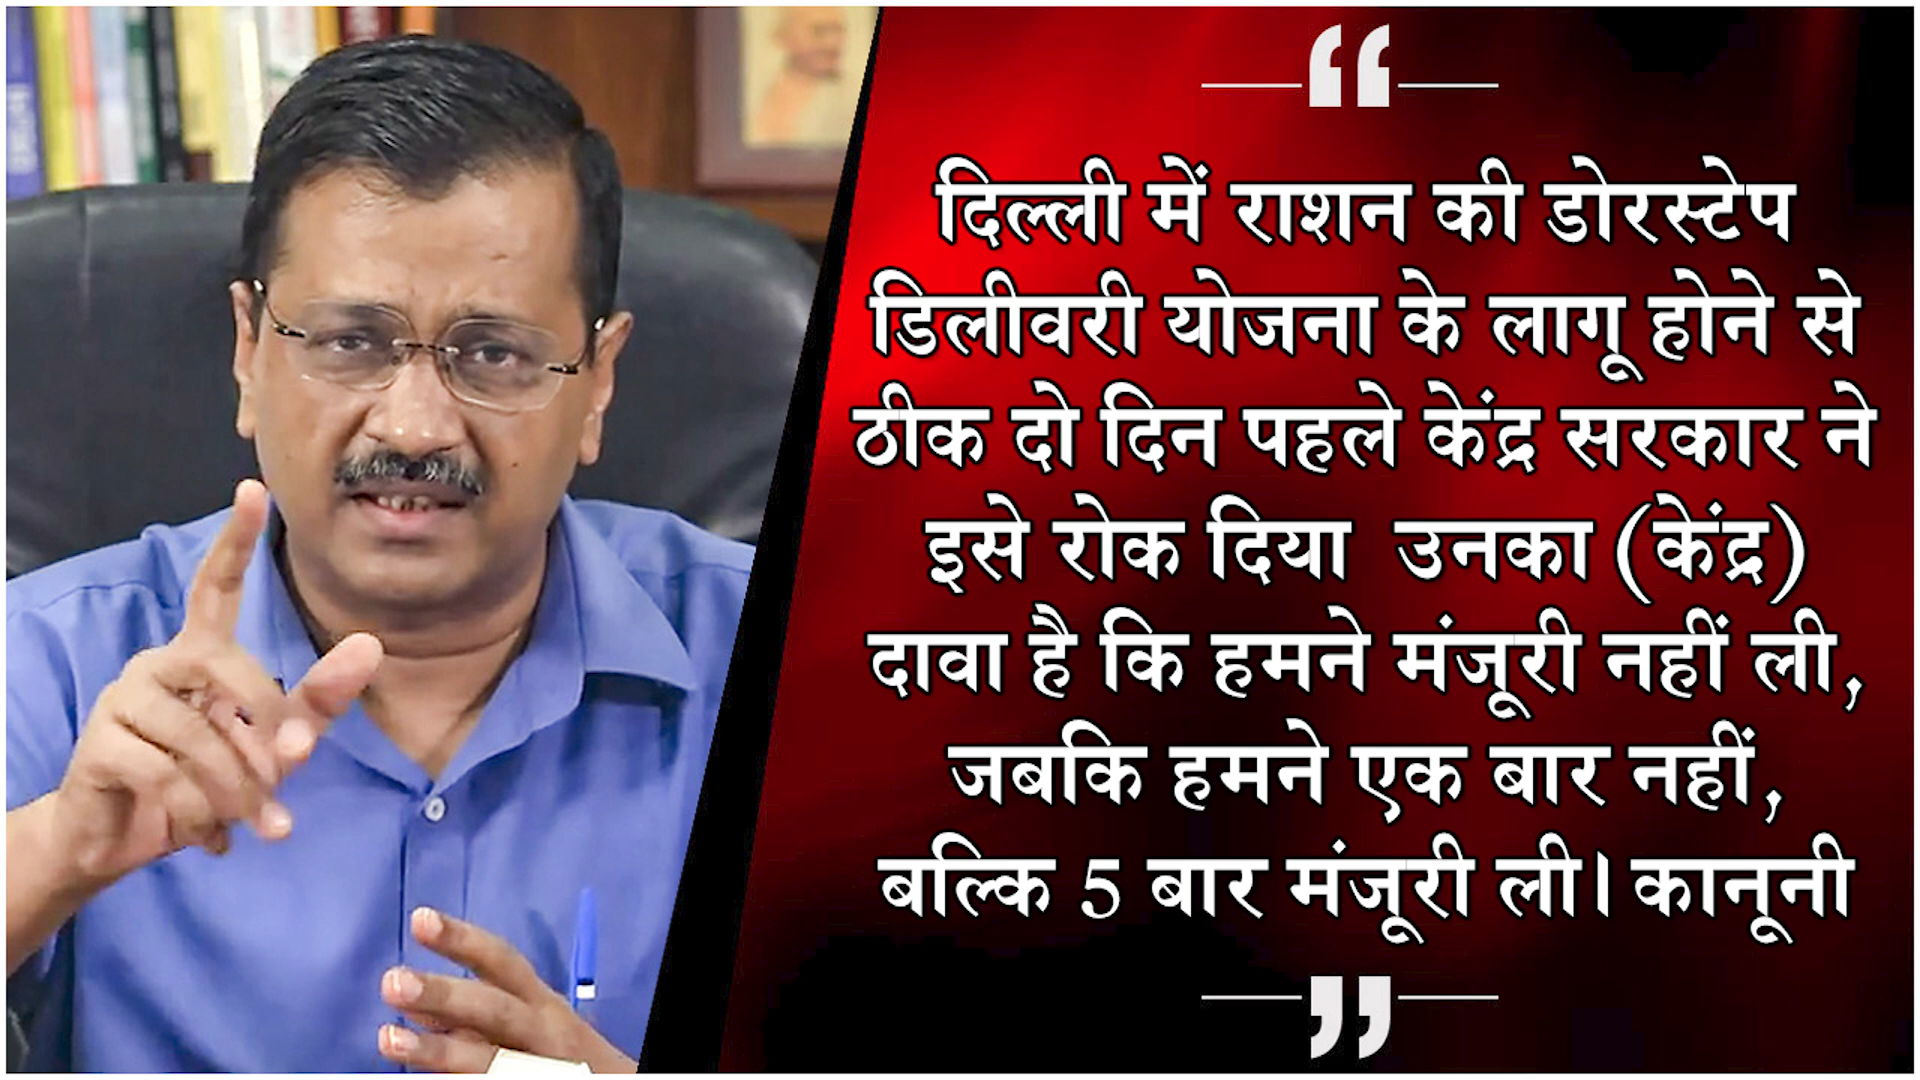 “
दिल्ली में राशन की डोरस्टेप
डिलीवरी योजना के लागू होने से
ठीक दो दिन पहले केंद्र सरकार ने
इसे रोक दिया  उनका (केंद्र)
दावा है कि हमने मंजूरी नहीं ली,
जबकि हमने एक बार नहीं,
बल्कि 5 बार मंजूरी ली। कानूनी
”